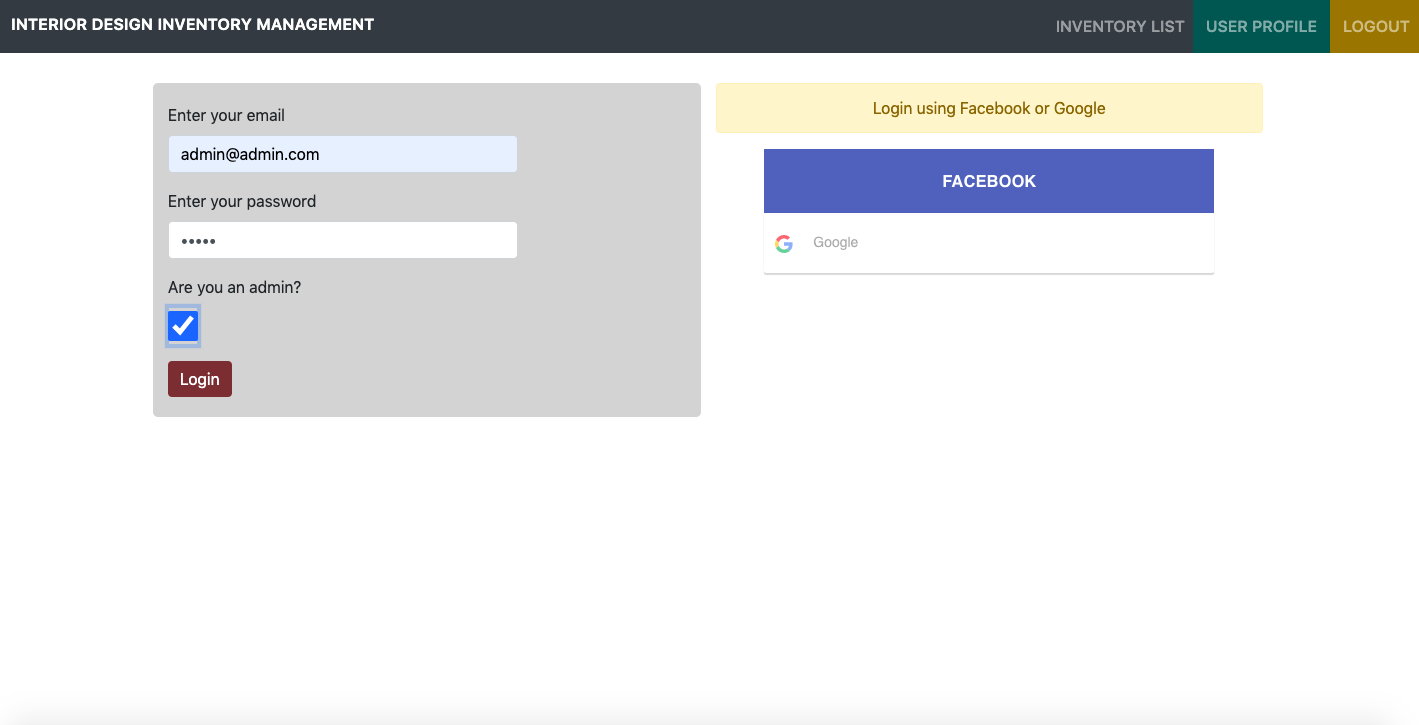 INTERIOR DESIGN INVENTORY MANAGEMENT
INVENTORY LIST
USER PROFILE
LOGOUT
Enter your email
admin@admin.com
Enter your password
•••••
Are you an admin?
Login
Login using Facebook or Google
FACEBOOK
Google